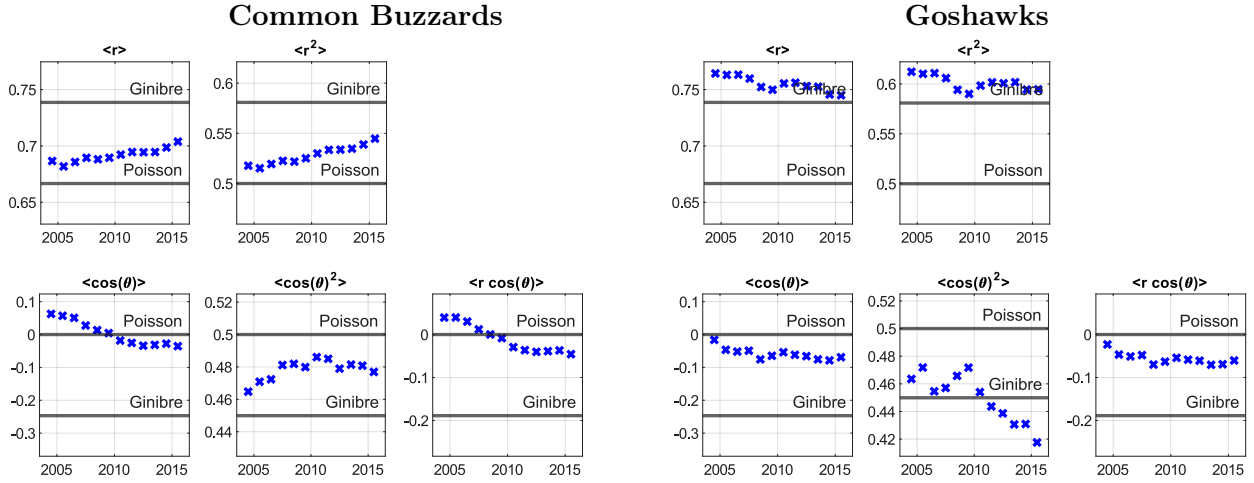 Common Buzzards
<r>
0.75
0.7
0.65
Ginibre
Poisson
2005 2010 2015
<r²>
0.6
0.55
0.5
Ginibre
Poisson
2005 2010 2015
<cos(θ)>
0.1
0
-0.1
-0.2
-0.3
Poisson
Ginibre
2005 2010 2015
<cos(θ)²>
0.52
0.5
0.48
0.46
0.44
Poisson
Ginibre
2005 2010 2015
<r cos(θ)>
0
-0.1
-0.2
Poisson
Ginibre
2005 2010 2015
Goshawks
<r>
0.75
0.7
0.65
Ginibre
Poisson
2005 2010 2015
<r²>
0.6
0.55
0.5
Ginibre
Poisson
2005 2010 2015
<cos(θ)>
0.1
0
-0.1
-0.2
-0.3
Poisson
Ginibre
2005 2010 2015
<cos(θ)²>
0.52
0.5
0.48
0.46
0.44
0.42
Poisson
Ginibre
2005 2010 2015
<r cos(θ)>
0
-0.1
-0.2
Poisson
Ginibre
2005 2010 2015